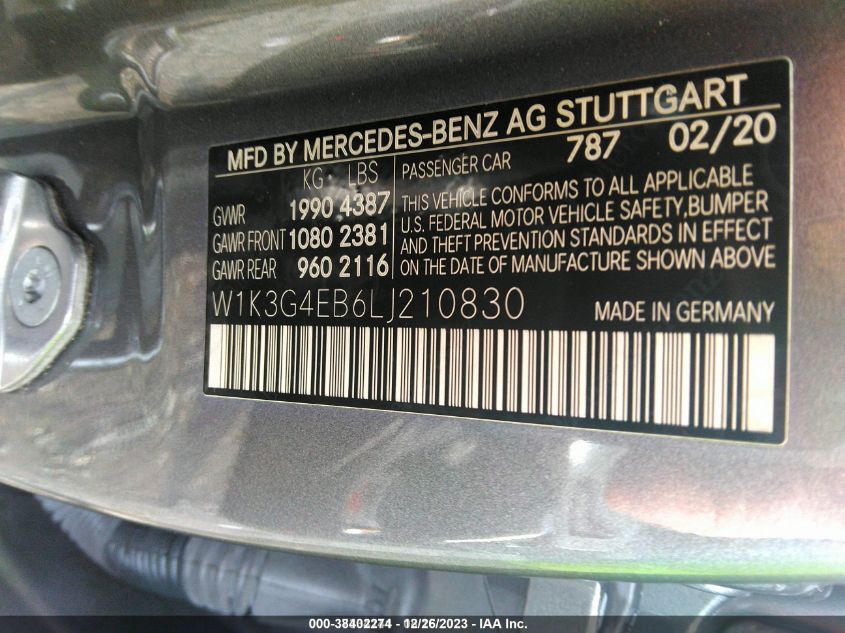 MFD BY MERCEDES-BENZ AG STUTTGART
KG LBS
GVWR 1990 4387
GAWR FRONT 1080 2381
GAWR REAR 960 2116
PASSENGER CAR 787 02/20
THIS VEHICLE CONFORMS TO ALL APPLICABLE
U.S. FEDERAL MOTOR VEHICLE SAFETY,BUMPER
AND THEFT PREVENTION STANDARDS IN EFFECT
ON THE DATE OF MANUFACTURE SHOWN ABOVE
W1K3G4EB6LJ210830 MADE IN GERMANY
000-38402274 - 12/26/2023 - IAA Inc.